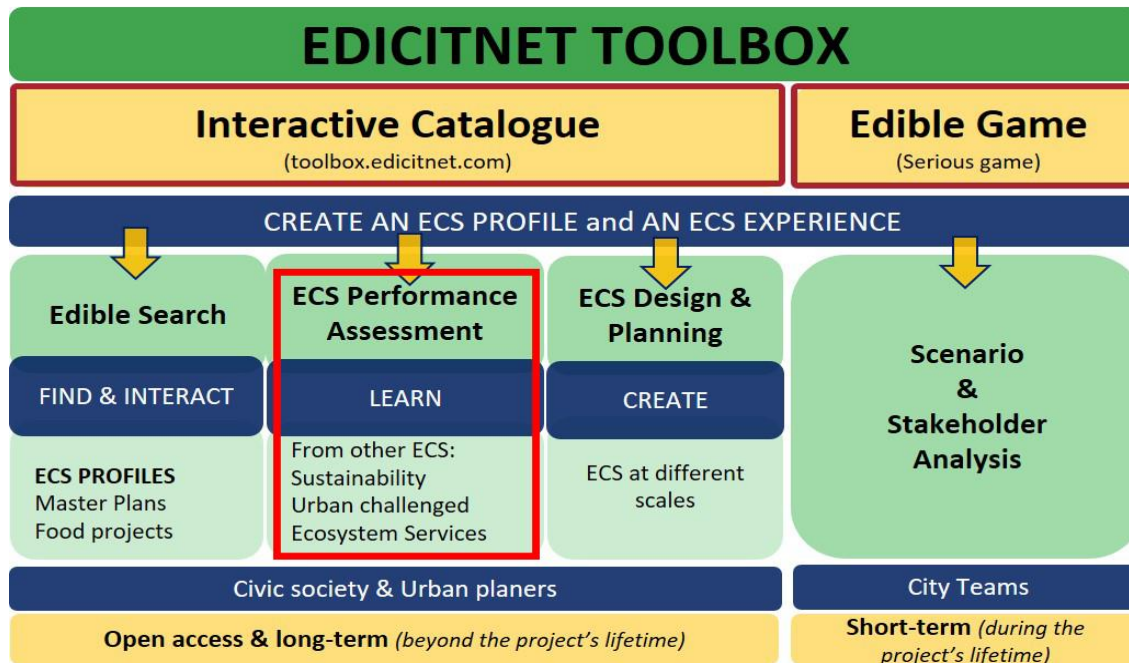 EDICITNET TOOLBOX
Interactive Catalogue
(toolbox.edicitnet.com)
Edible Game
(Serious game)
CREATE AN ECS PROFILE and AN ECS EXPERIENCE
Edible Search
FIND & INTERACT
ECS PROFILES
Master Plans
Food projects
ECS Performance
Assessment
LEARN
From other ECS:
Sustainability
Urban challenged
Ecosystem Services
ECS Design &
Planning
CREATE
ECS at different
scales
Scenario
&
Stakeholder
Analysis
Civic society & Urban planers
City Teams
Open access & long-term (beyond the project's lifetime)
Short-term (during the
project's lifetime)